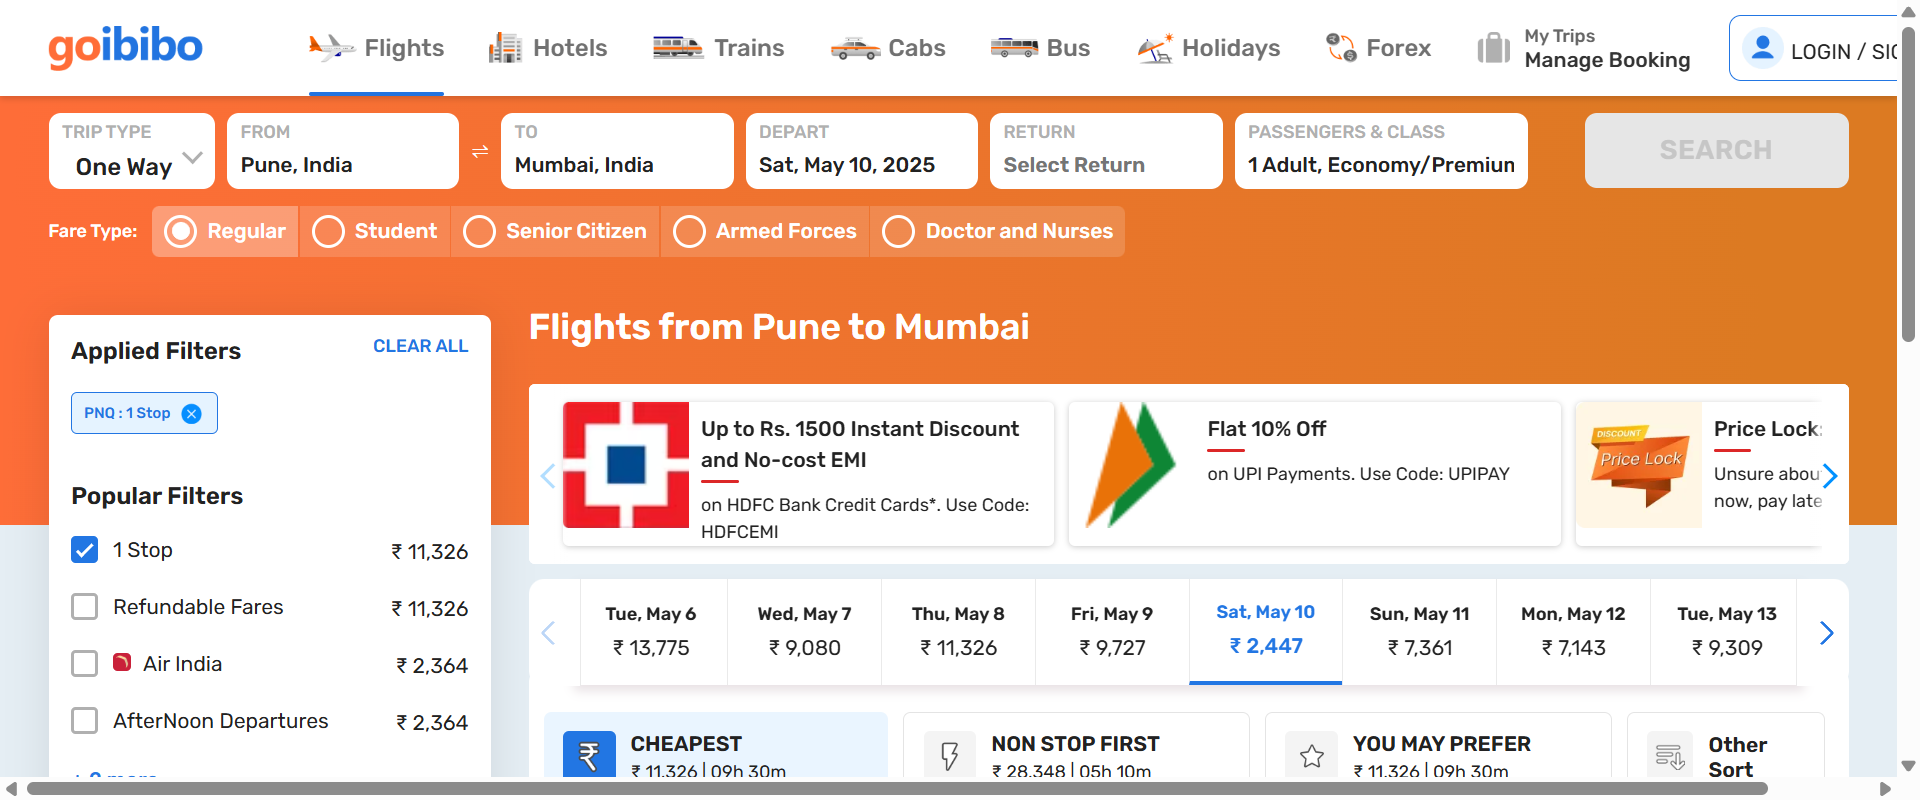 goibibo
Flights
Hotels
Trains
Cabs
Bus
Holidays
Forex
My Trips
Manage Booking
LOGIN /
TRIP TYPE
One Way
FROM
Pune, India
TO
Mumbai, India
DEPART
Sat, May 10, 2025
RETURN
Select Return
PASSENGERS & CLASS
1 Adult, Economy/Premiun
SEARCH
Fare Type:
Regular
Student
Senior Citizen
Armed Forces
Doctor and Nurses
Applied Filters
CLEAR ALL
PNQ : 1 Stop
Popular Filters
1 Stop
₹ 11,326
Refundable Fares
₹ 11,326
Air India
₹ 2,364
AfterNoon Departures
₹ 2,364
Flights from Pune to Mumbai
Up to Rs. 1500 Instant Discount
and No-cost EMI
on HDFC Bank Credit Cards*. Use Code:
HDFCEMI
Flat 10% Off
on UPI Payments. Use Code: UPIPAY
DISCOUNT
Price Lock
Price Lock:
Unsure abou
now, pay late
Tue, May 6
₹ 13,775
Wed, May 7
₹ 9,080
Thu, May 8
₹ 11,326
Fri, May 9
₹ 9,727
Sat, May 10
₹ 2,447
Sun, May 11
₹ 7,361
Mon, May 12
₹ 7,143
Tue, May 13
₹ 9,309
₹
CHEAPEST
₹ 11,326 | 09h 30m
NON STOP FIRST
₹ 28,348 | 05h 10m
YOU MAY PREFER
₹ 11,326 | 09h 30m
Other
Sort